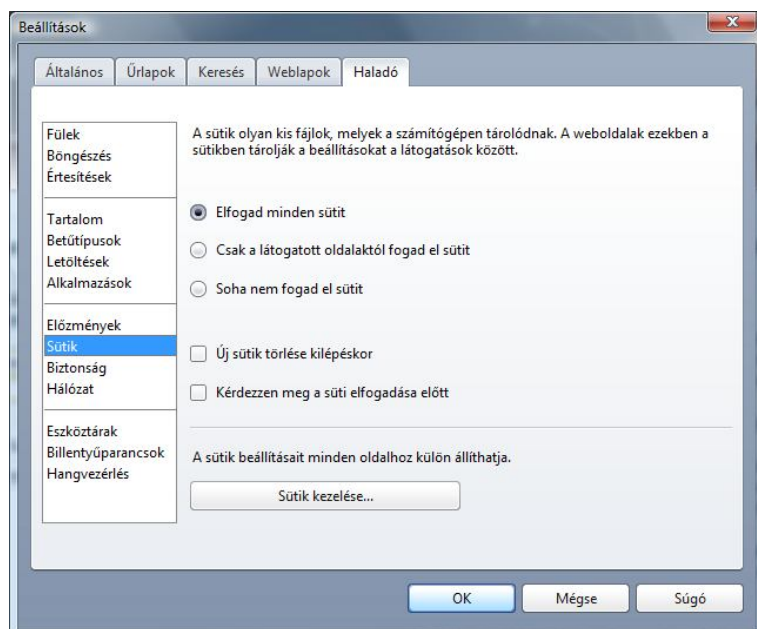 Beállítások
Általános
Űrlapok
Keresés
Weblapok
Haladó
Fülek
Böngészés
Értesítések
Tartalom
Betűtípusok
Letöltések
Alkalmazások
Előzmények
Sütik
Biztonság
Hálózat
Eszköztárak
Billentyűparancsok
Hangvezérlés
A sütik olyan kis fájlok, melyek a számítógépen tárolódnak. A weboldalak ezekben a
sütikben tárolják a beállításokat a látogatások között.
Elfogad minden sütit
Csak a látogatott oldalaktól fogad el sütit
Soha nem fogad el sütit
Új sütik törlése kilépéskor
Kérdezzen meg a süti elfogadása előtt
A sütik beállításait minden oldalhoz külön állíthatja.
Sütik kezelése...
OK
Mégse
Súgó